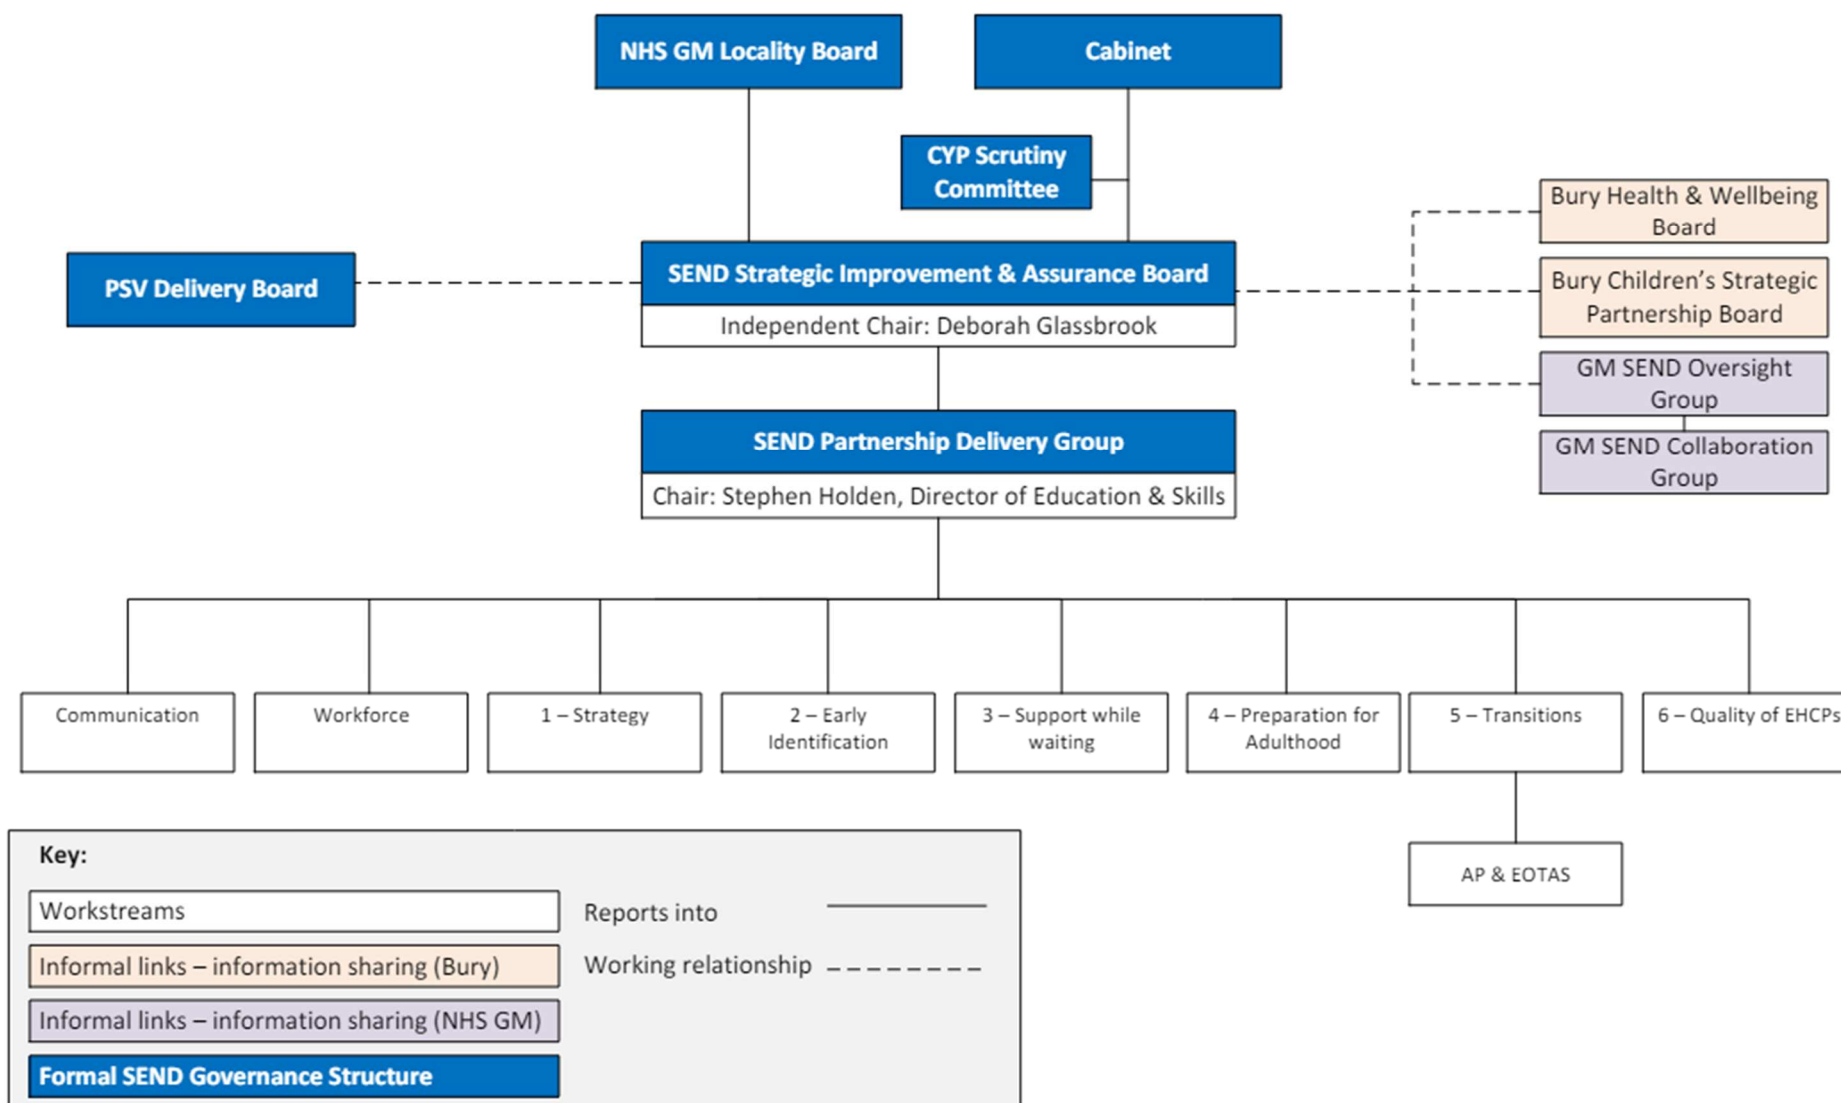 NHS GM Locality Board
Cabinet
CYP Scrutiny
Committee
Bury Health & Wellbeing
Board
PSV Delivery Board
SEND Strategic Improvement & Assurance Board
Independent Chair: Deborah Glassbrook
Bury Children’s Strategic
Partnership Board
GM SEND Oversight
Group
GM SEND Collaboration
Group
SEND Partnership Delivery Group
Chair: Stephen Holden, Director of Education & Skills
Communication
Workforce
1 – Strategy
2 – Early
Identification
3 – Support while
waiting
4 – Preparation for
Adulthood
5 – Transitions
6 – Quality of EHCPs
AP & EOTAS
Key:
Workstreams
Informal links – information sharing (Bury)
Informal links – information sharing (NHS GM)
Formal SEND Governance Structure
Reports into
Working relationship